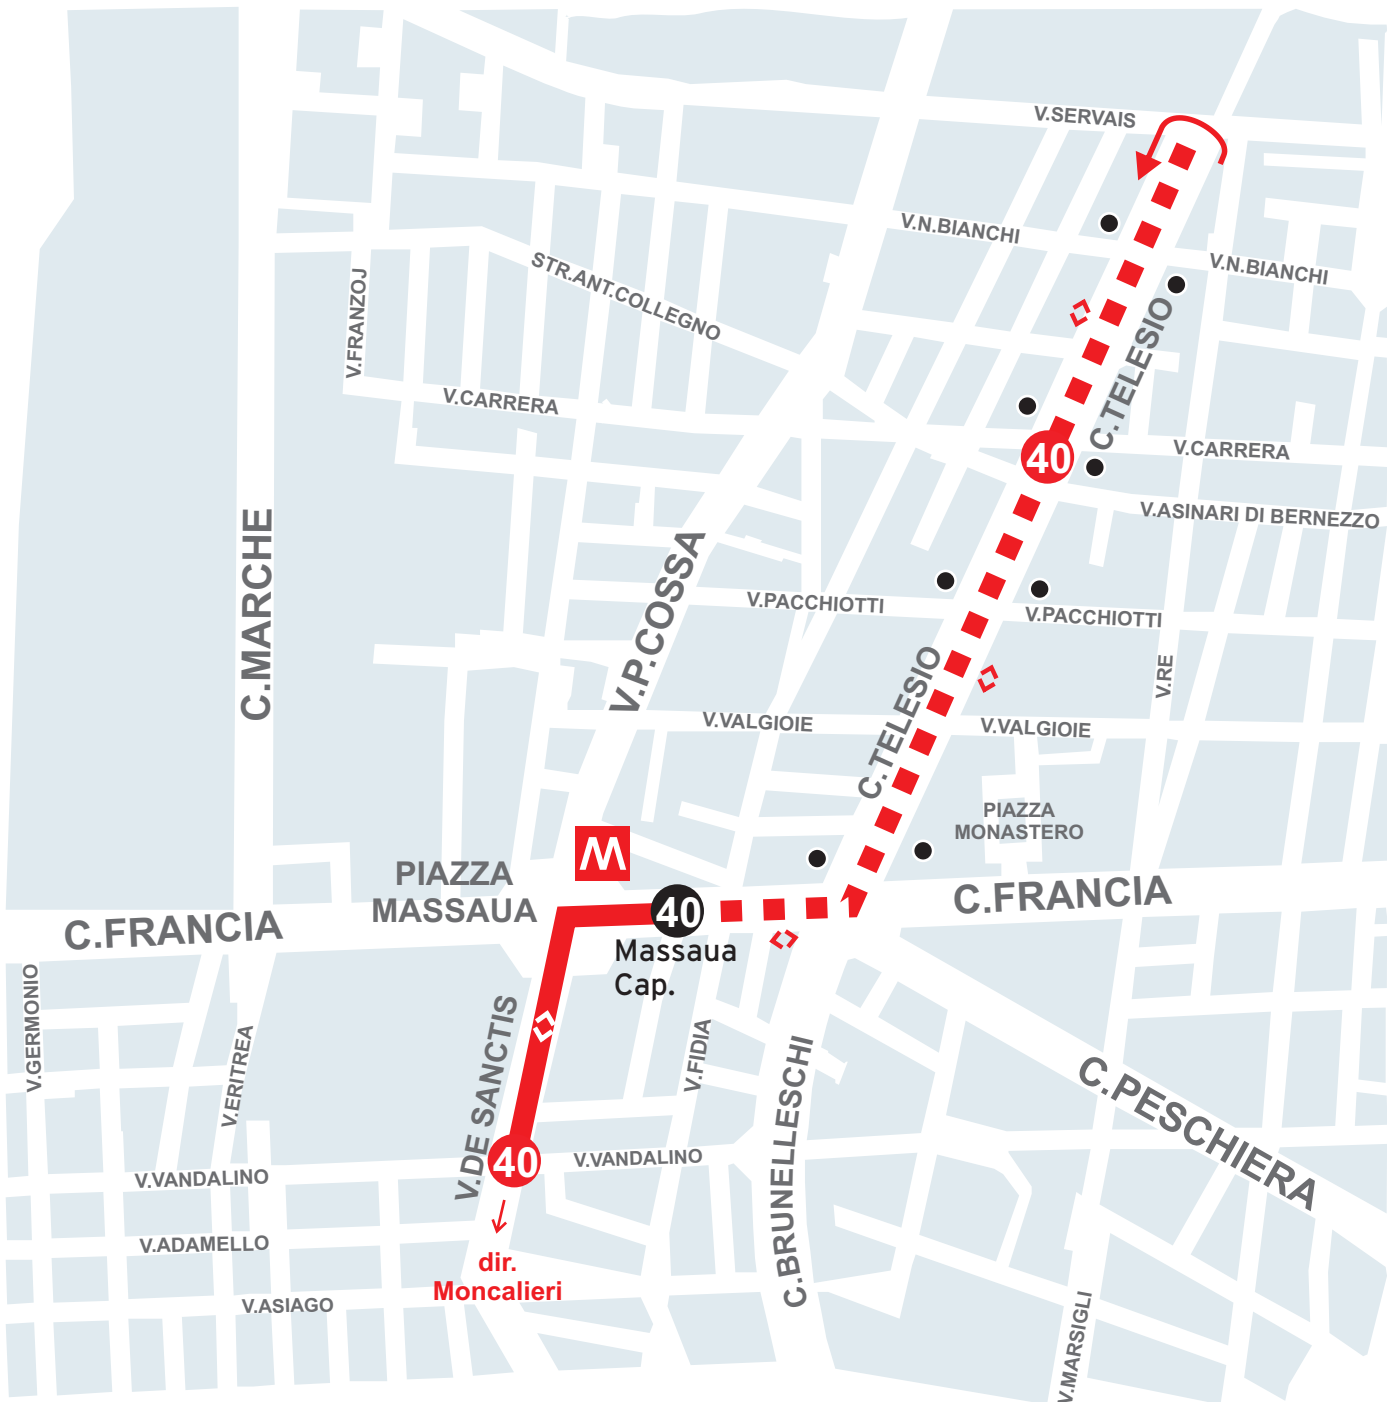 V.SERVAIS
V.N.BIANCHI
V.N.BIANCHI
STR.ANT.COLLEGNO
V.FRANZOJ
C.TELESIO
V.CARRERA
40
V.CARRERA
V.ASINARI DI BERNEZZO
C.MARCHE
V.P.COSSA
V.PACCHIOTTI
V.PACCHIOTTI
V.RE
C.TELESIO
V.VALGIOIE
V.VALGIOIE
PIAZZA
MONASTERO
M
PIAZZA
MASSAUA
C.FRANCIA
C.FRANCIA
40
Massaua
Cap.
V.GERMONIO
V.ERITREA
V.DE SANCTIS
V.FIDIA
C.BRUNELLESCHI
C.PESCHIERA
40
V.VANDALINO
V.VANDALINO
V.ADAMELLO
dir.
Moncalieri
V.ASIAGO
V.MARSIGLI